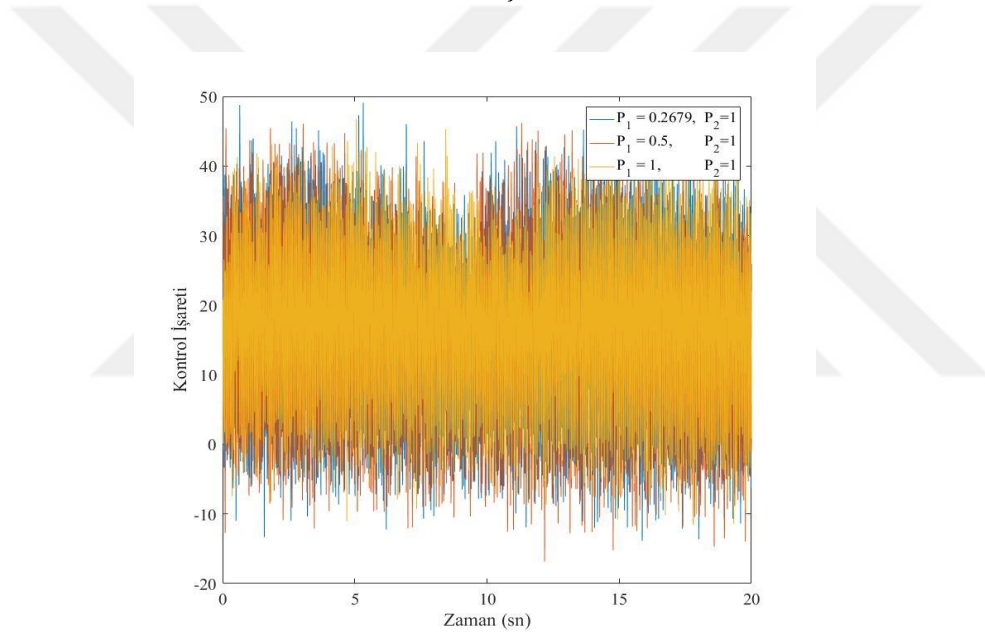 50
40
30
20
10
0
-10
-20
0 5 10 15 20
Kontrol İşareti
Zaman (sn)
P1 = 0.2679, P2=1
P1 = 0.5, P2=1
P1 = 1, P2=1